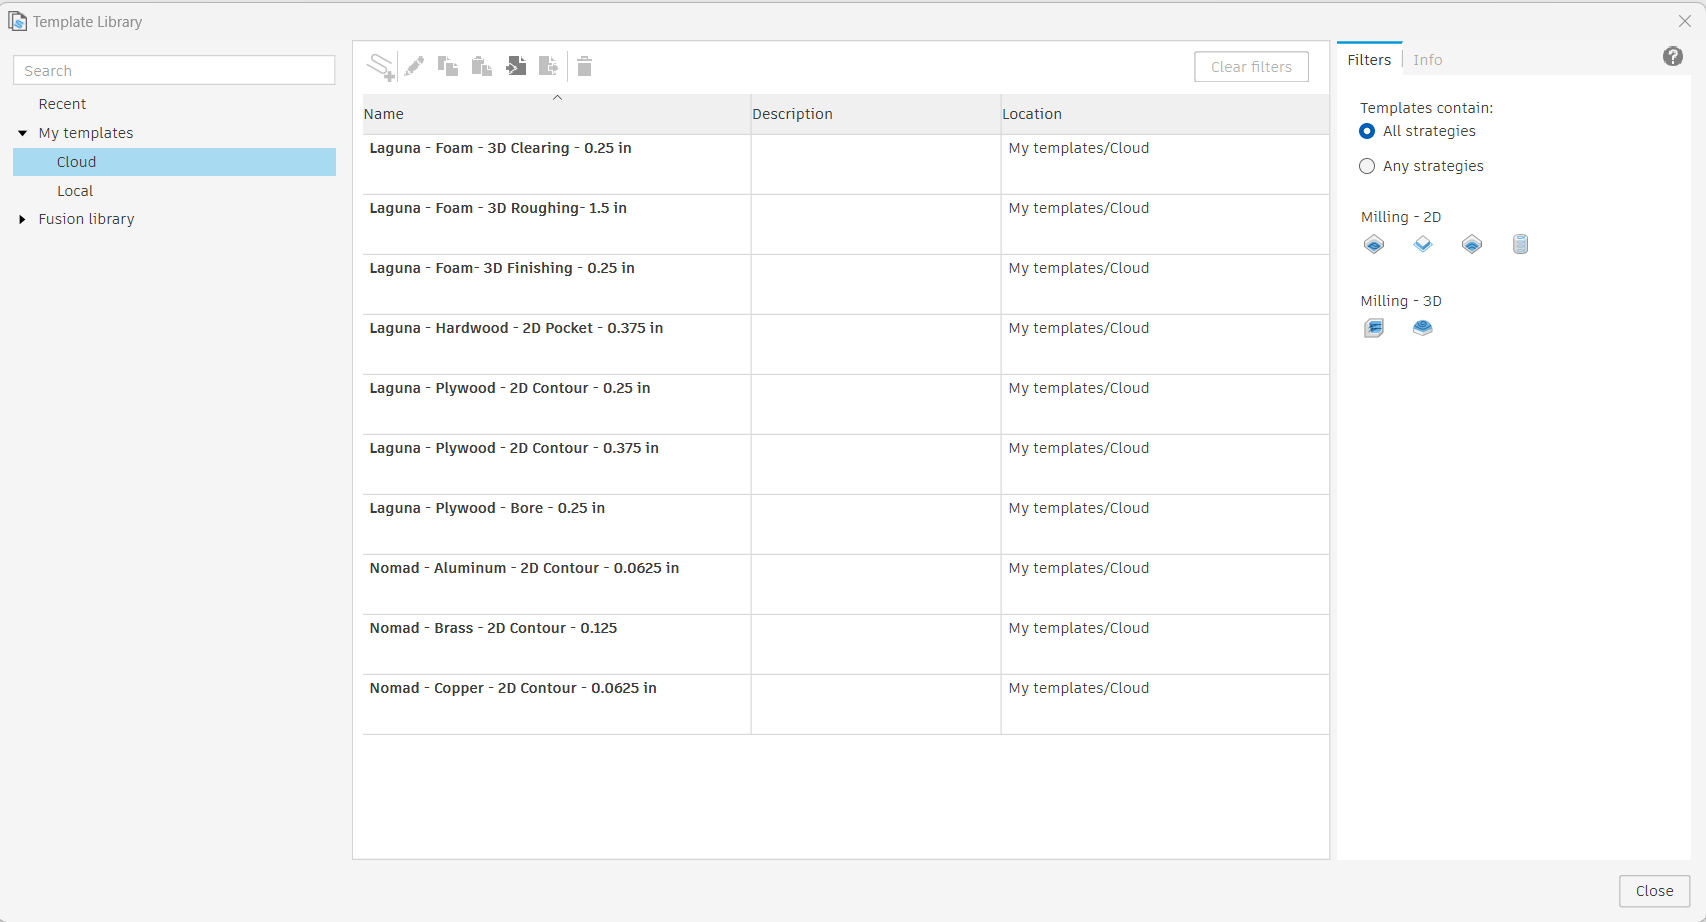 Template Library
Search
Recent
My templates
Cloud
Local
Fusion library
Clear filters
Name Description Location
Laguna - Foam - 3D Clearing - 0.25 in My templates/Cloud
Laguna - Foam - 3D Roughing- 1.5 in My templates/Cloud
Laguna - Foam- 3D Finishing - 0.25 in My templates/Cloud
Laguna - Hardwood - 2D Pocket - 0.375 in My templates/Cloud
Laguna - Plywood - 2D Contour - 0.25 in My templates/Cloud
Laguna - Plywood - 2D Contour - 0.375 in My templates/Cloud
Laguna - Plywood - Bore - 0.25 in My templates/Cloud
Nomad - Aluminum - 2D Contour - 0.0625 in My templates/Cloud
Nomad - Brass - 2D Contour - 0.125 My templates/Cloud
Nomad - Copper - 2D Contour - 0.0625 in My templates/Cloud
Filters Info ?
Templates contain:
All strategies
Any strategies
Milling - 2D
Milling - 3D
Close